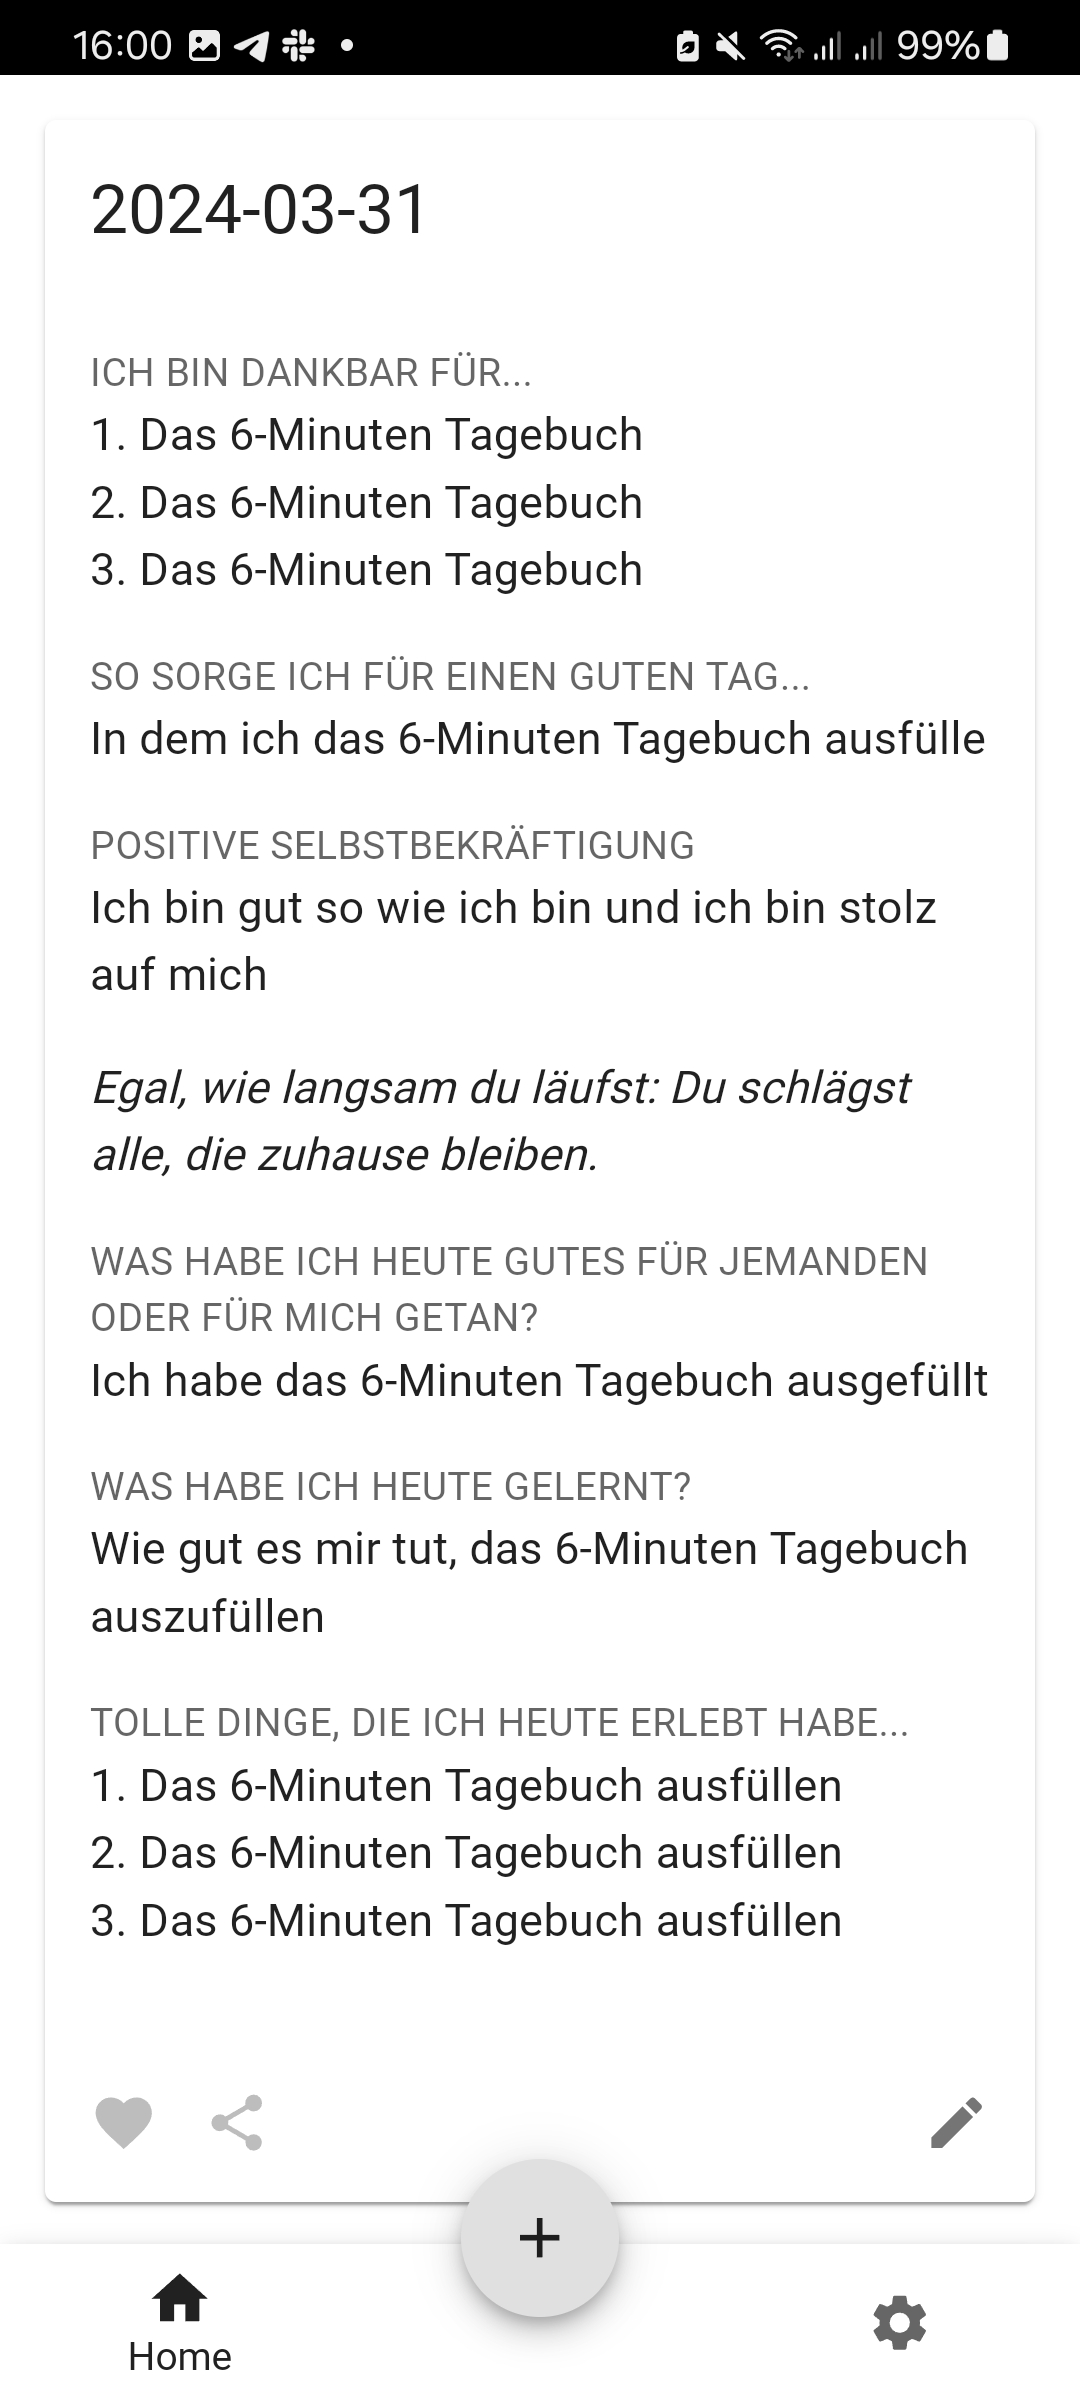 16:00
99%
2024-03-31
ICH BIN DANKBAR FÜR...
1. Das 6-Minuten Tagebuch
2. Das 6-Minuten Tagebuch
3. Das 6-Minuten Tagebuch
SO SORGE ICH FÜR EINEN GUTEN TAG...
In dem ich das 6-Minuten Tagebuch ausfülle
POSITIVE SELBSTBEKRÄFTIGUNG
Ich bin gut so wie ich bin und ich bin stolz
auf mich
Egal, wie langsam du läufst: Du schlägst
alle, die zuhause bleiben.
WAS HABE ICH HEUTE GUTES FÜR JEMANDEN
ODER FÜR MICH GETAN?
Ich habe das 6-Minuten Tagebuch ausgefüllt
WAS HABE ICH HEUTE GELERNT?
Wie gut es mir tut, das 6-Minuten Tagebuch
auszufüllen
TOLLE DINGE, DIE ICH HEUTE ERLEBT HABE...
1. Das 6-Minuten Tagebuch ausfüllen
2. Das 6-Minuten Tagebuch ausfüllen
3. Das 6-Minuten Tagebuch ausfüllen
Home